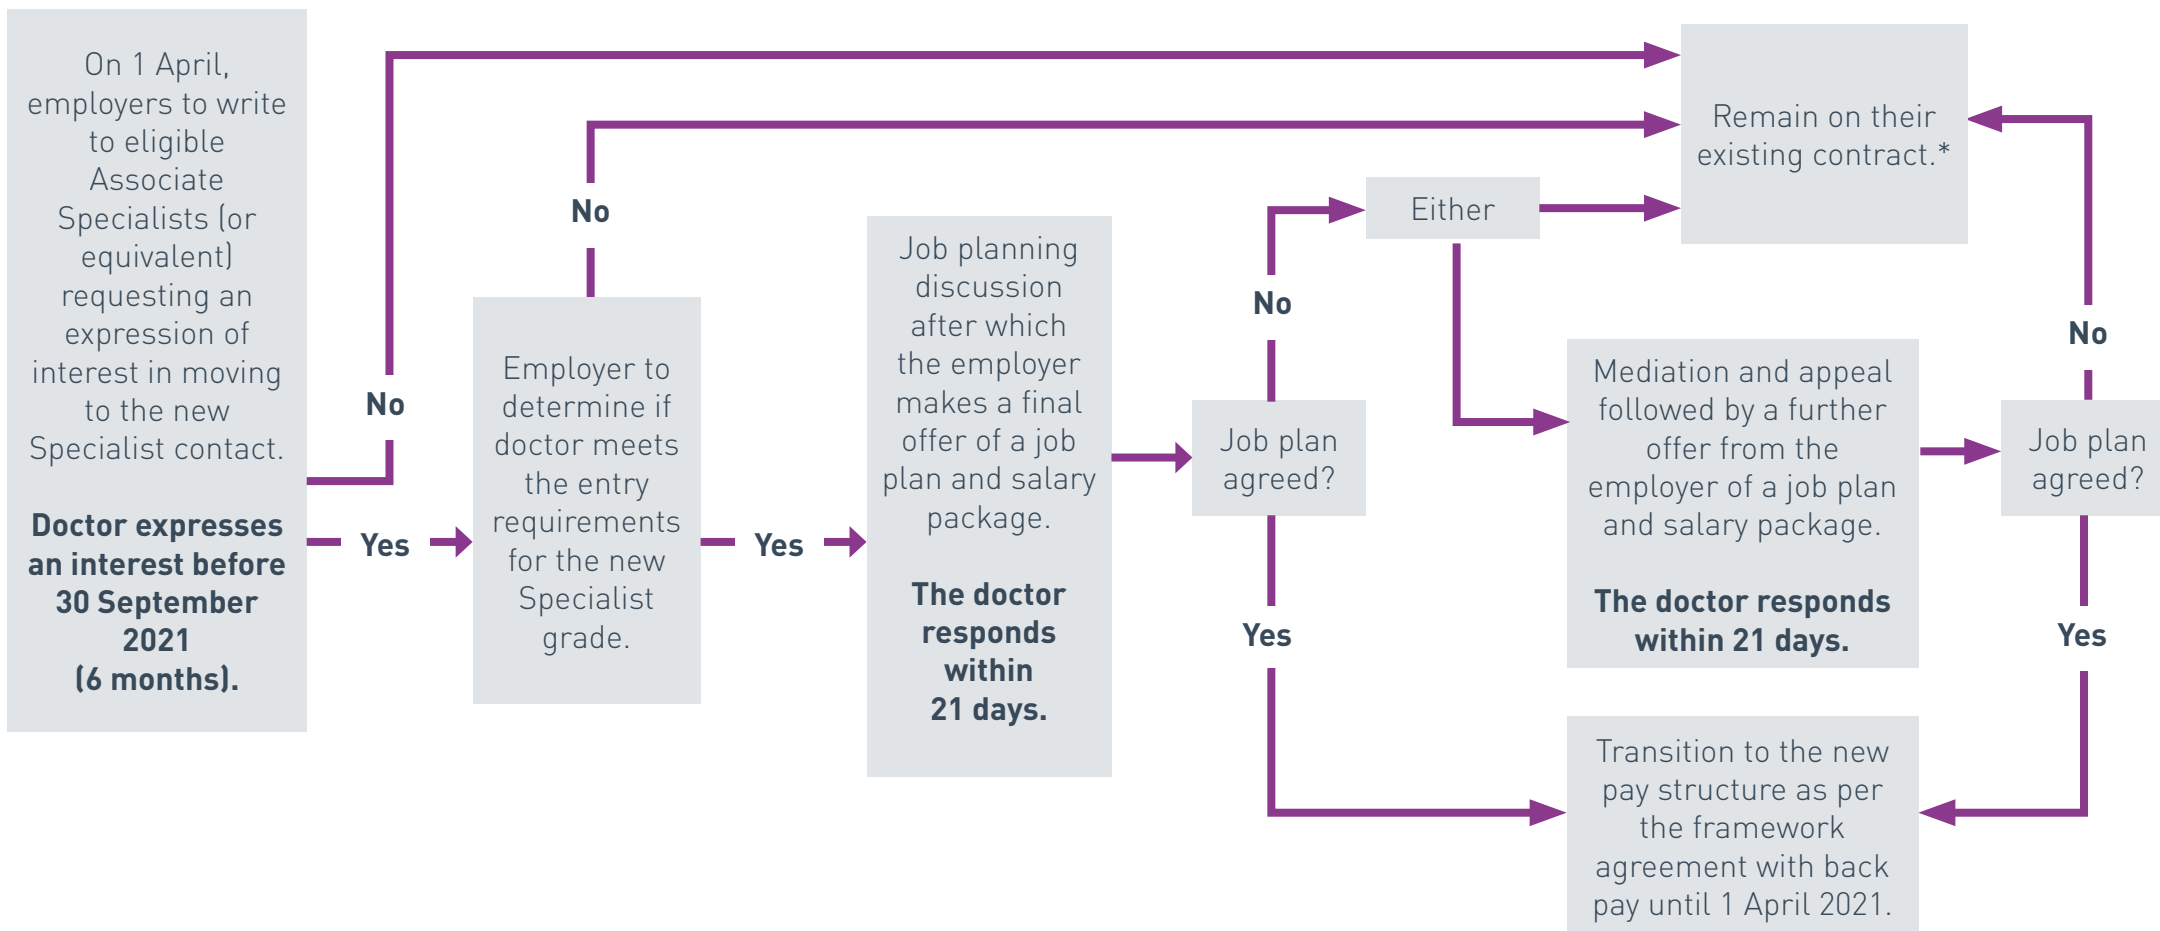 On 1 April,
employers to write
to eligible
Associate
Specialists (or
equivalent)
requesting an
expression of
interest in moving
to the new
Specialist contact.
Doctor expresses
an interest before
30 September
2021
(6 months).
No
Yes
Employer to
determine if
doctor meets
the entry
requirements
for the new
Specialist
grade.
No
Yes
Job planning
discussion
after which
the employer
makes a final
offer of a job
plan and salary
package.
The doctor
responds
within
21 days.
Job plan
agreed?
No
Yes
Either
Remain on their
existing contract.*
Mediation and appeal
followed by a further
offer from the
employer of a job plan
and salary package.
The doctor responds
within 21 days.
Job plan
agreed?
No
Yes
Transition to the new
pay structure as per
the framework
agreement with back
pay until 1 April 2021.